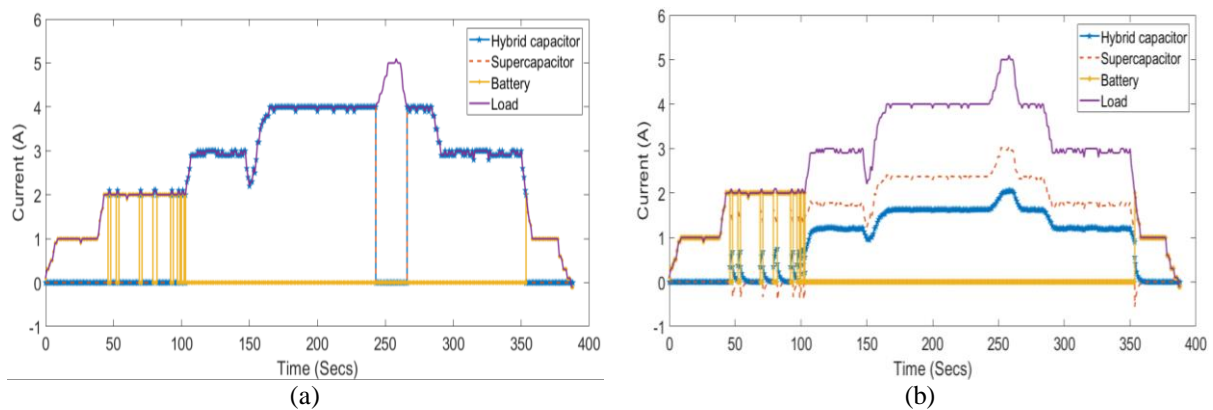 6
5
4
3
2
1
0
-1
Current (A)
0 50 100 150 200 250 300 350 400
Time (Secs)
Hybrid capacitor
Supercapacitor
Battery
Load
(a)
6
5
4
3
2
1
0
-1
Current (A)
0 50 100 150 200 250 300 350 400
Time (Secs)
Hybrid capacitor
Supercapacitor
Battery
Load
(b)